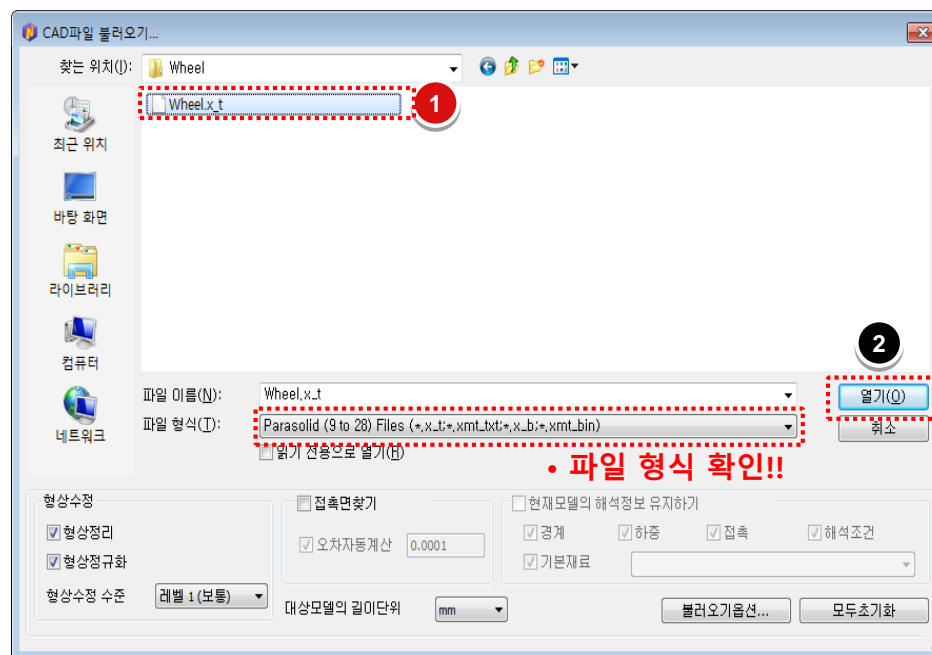 CAD파일 불러오기...
찾는 위치(I): Wheel
Wheel.x_t
1
최근 위치
바탕 화면
라이브러리
컴퓨터
네트워크
2
파일 이름(N): Wheel.x_t 열기(O)
파일 형식(T): Parasolid (9 to 28) Files (*.x_t;*.xmt_txt;*.x_b;*.xmt_bin) 취소
읽기 전용으로 열기(R)
• 파일 형식 확인!!
형상수정 접촉면찾기 현재모델의 해석정보 유지하기
형상정리 오차자동계산 0.0001 경계 하중 접촉 해석조건
형상정규화 기본재료
형상수정 수준 레벨 1 (보통) 대상모델의 길이단위 mm 불러오기옵션... 모두초기화